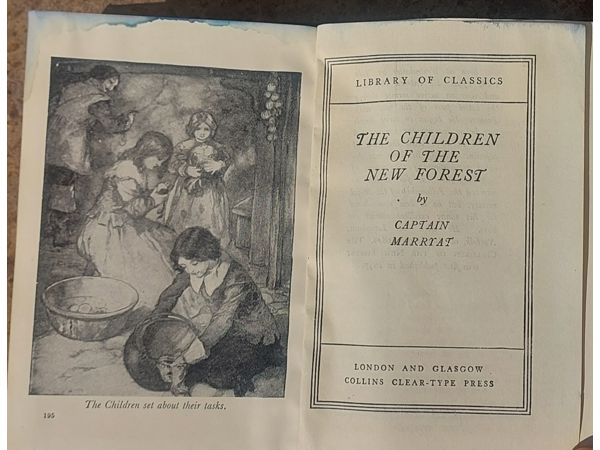 The Children set about their tasks.
195
LIBRARY OF CLASSICS
THE CHILDREN
OF THE
NEW FOREST
by
CAPTAIN
MARRYAT
LONDON AND GLASGOW
COLLINS CLEAR-TYPE PRESS